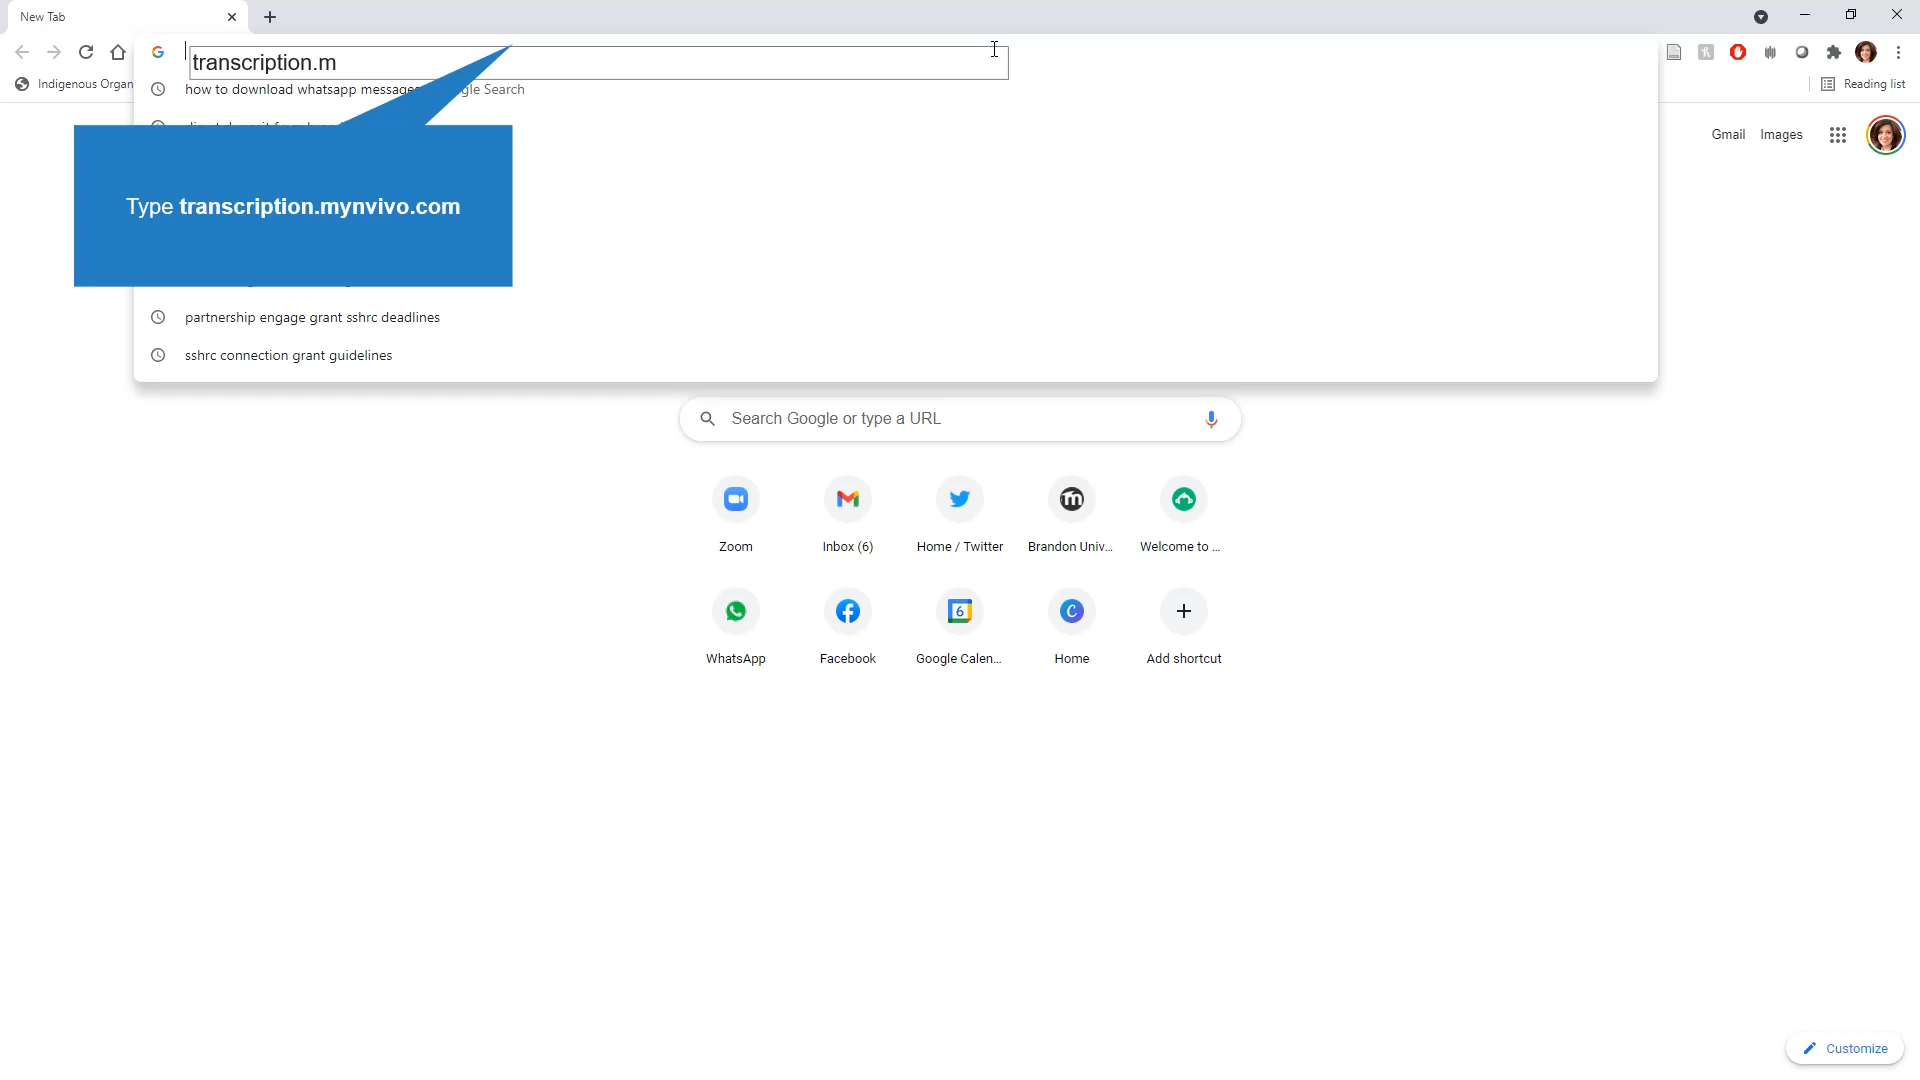 New Tab
transcription.m
Indigenous Organ
how to download whatsapp messages
gle Search
Reading list
Gmail Images
Type transcription.mynvivo.com
partnership engage grant sshrc deadlines
sshrc connection grant guidelines
Search Google or type a URL
Zoom
Inbox (6)
Home / Twitter
Brandon Univ...
Welcome to ...
6
WhatsApp
Facebook
Google Calen...
Home
Add shortcut
Customize